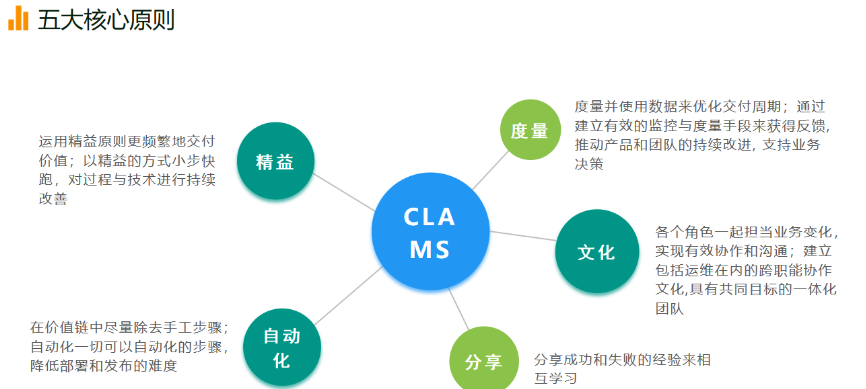 五大核心原则
运用精益原则更频繁地交付
价值；以精益的方式小步快
跑，对过程与技术进行持续
改善
精益
度量
度量并使用数据来优化交付周期；通过
建立有效的监控与度量手段来获得反馈,
推动产品和团队的持续改进, 支持业务
决策
CLA
MS
文化
各个角色一起担当业务变化,
实现有效协作和沟通；建立
包括运维在内的跨职能协作
文化,具有共同目标的一体化
团队
在价值链中尽量除去手工步骤；
自动化一切可以自动化的步骤,
降低部署和发布的难度
自动
化
分享
分享成功和失败的经验来相
互学习